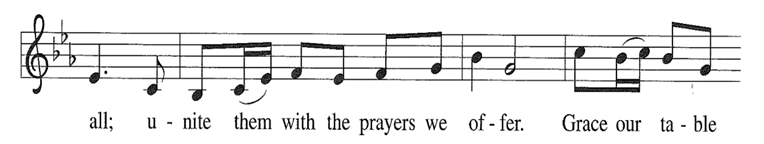 all; u - nite them with the prayers we of - fer. Grace our ta - ble